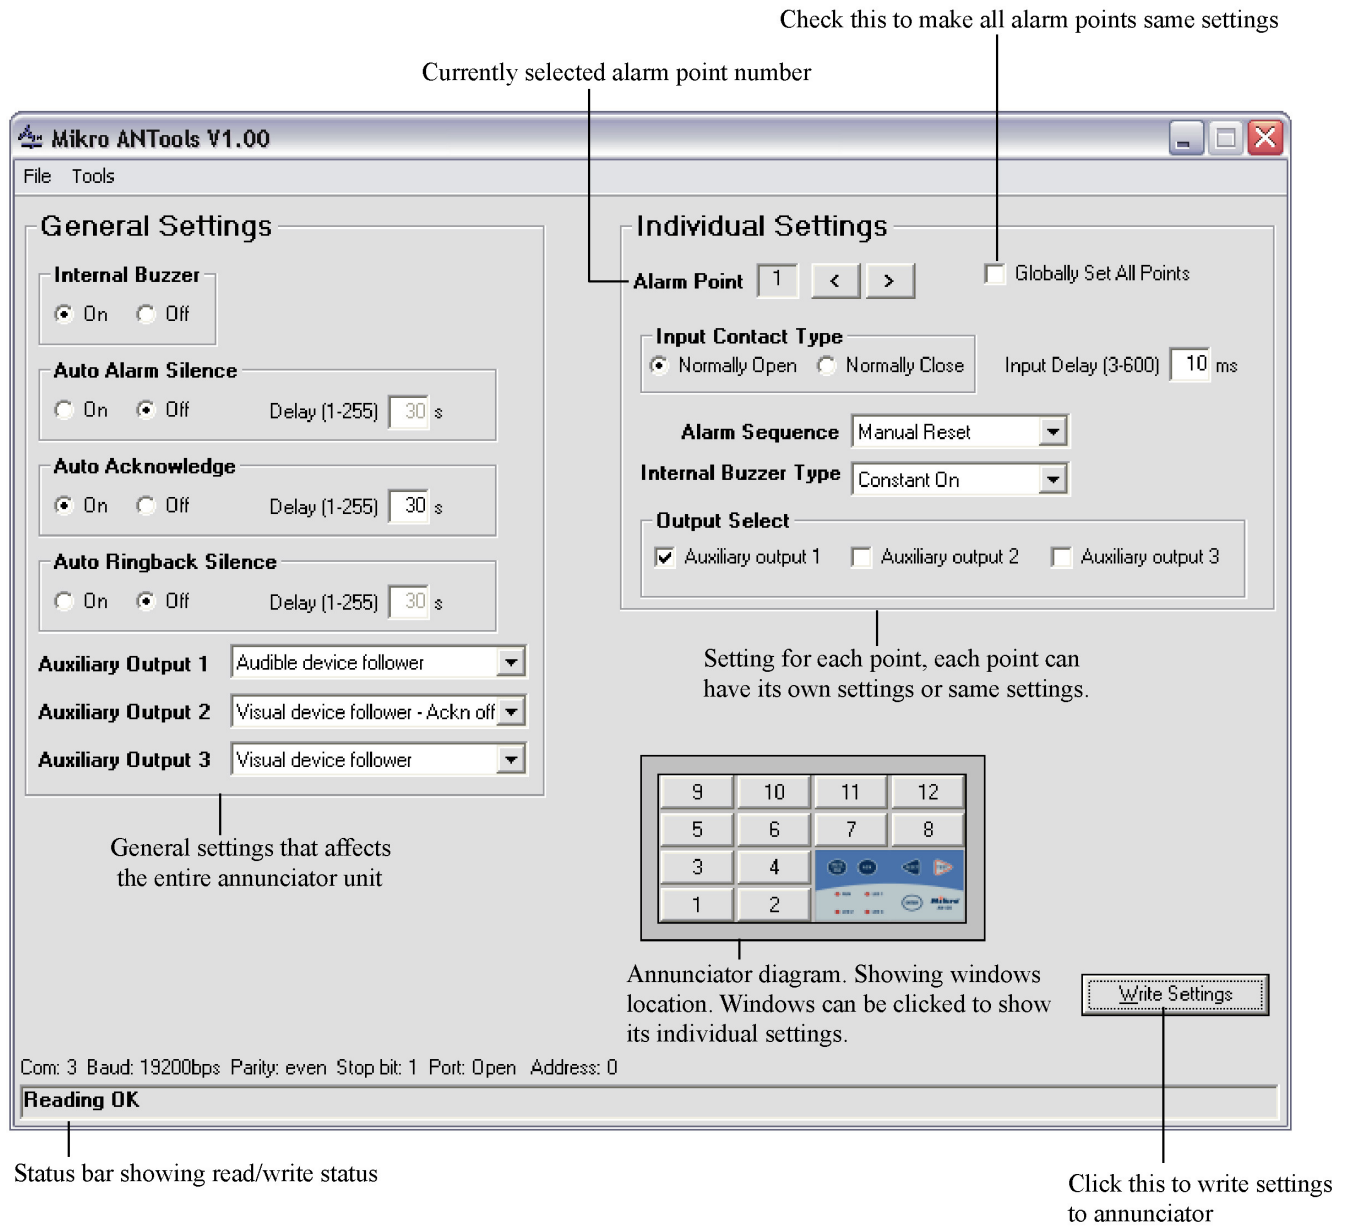 Check this to make all alarm points same settings
Currently selected alarm point number
Mikro ANTools V1.00
File Tools
General Settings
Internal Buzzer
On Off
Auto Alarm Silence
On Off Delay (1-255) 30 s
Auto Acknowledge
On Off Delay (1-255) 30 s
Auto Ringback Silence
On Off Delay (1-255) 30 s
Auxiliary Output 1 Audible device follower
Auxiliary Output 2 Visual device follower - Ackn off
Auxiliary Output 3 Visual device follower
General settings that affects
the entire annunciator unit
Individual Settings
Alarm Point 1 < > Globally Set All Points
Input Contact Type
Normally Open Normally Close Input Delay (3-600) 10 ms
Alarm Sequence Manual Reset
Internal Buzzer Type Constant On
Output Select
Auxiliary output 1 Auxiliary output 2 Auxiliary output 3
Setting for each point, each point can
have its own settings or same settings.
9 10 11 12
5 6 7 8
3 4
1 2
Mikro
Annunciator diagram. Showing windows
location. Windows can be clicked to show
its individual settings.
Write Settings
Com: 3 Baud: 19200bps Parity: even Stop bit: 1 Port: Open Address: 0
Reading OK
Status bar showing read/write status
Click this to write settings
to annunciator